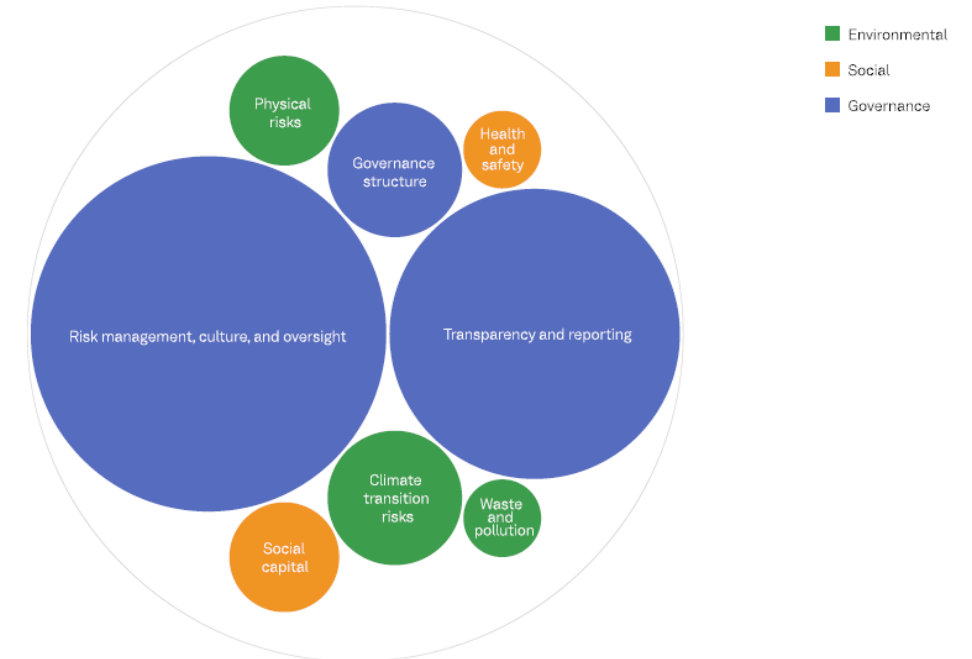 Environmental
Social
Governance
Physical
risks
Governance
structure
Health
and
safety
Risk management, culture, and oversight
Transparency and reporting
Climate
transition
risks
Waste
and
pollution
Social
capital